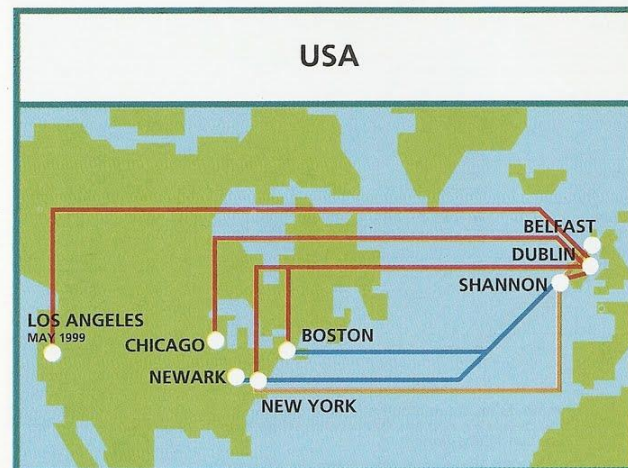 USA
BELFAST
DUBLIN
SHANNON
LOS ANGELES
MAY 1999
CHICAGO
BOSTON
NEWARK
NEW YORK